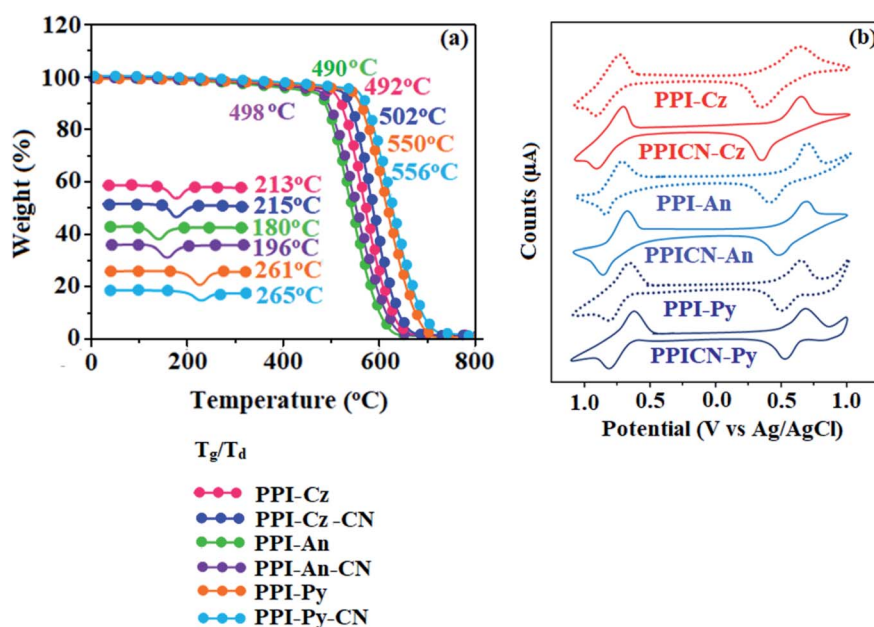 (a)
120
100
80
60
40
20
0
Weight (%)
490°C
492°C
498 °C
502°C
550°C
556°C
213°C
215°C
180°C
196°C
261°C
265°C
0 200 400 600 800
Temperature (°C)
Tg/Td
PPI-Cz
PPI-Cz -CN
PPI-An
PPI-An-CN
PPI-Py
PPI-Py-CN
(b)
Counts (µA)
PPI-Cz
PPICN-Cz
PPI-An
PPICN-An
PPI-Py
PPICN-Py
1.0 0.5 0.0 0.5 1.0
Potential (V vs Ag/AgCl)